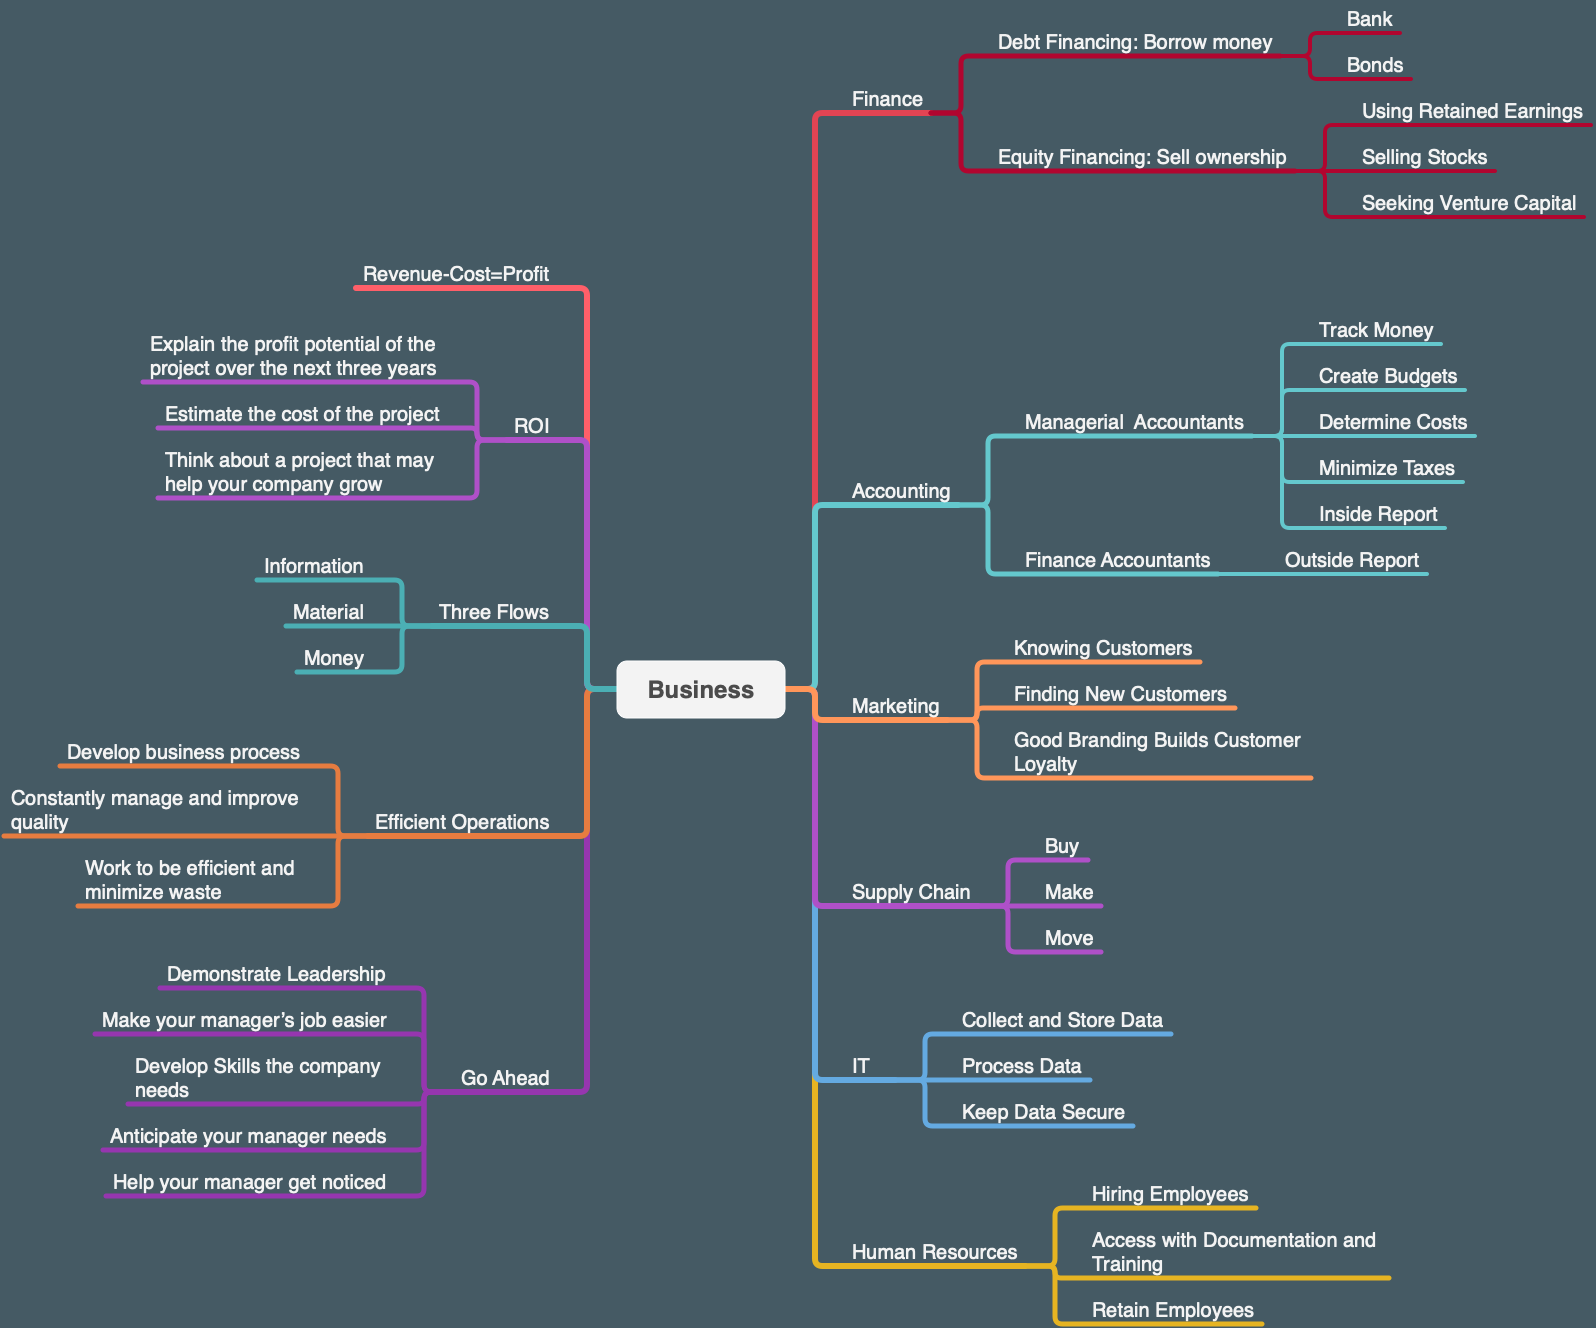 Bank
Debt Financing: Borrow money
Bonds
Finance
Using Retained Earnings
Equity Financing: Sell ownership
Selling Stocks
Seeking Venture Capital
Revenue-Cost=Profit
Explain the profit potential of the
project over the next three years
Estimate the cost of the project
ROI
Think about a project that may
help your company grow
Information
Material
Three Flows
Money
Develop business process
Constantly manage and improve
quality
Efficient Operations
Work to be efficient and
minimize waste
Demonstrate Leadership
Make your manager’s job easier
Develop Skills the company
needs
Go Ahead
Anticipate your manager needs
Help your manager get noticed
Business
Track Money
Create Budgets
Managerial  Accountants
Determine Costs
Minimize Taxes
Inside Report
Accounting
Finance Accountants
Outside Report
Knowing Customers
Finding New Customers
Marketing
Good Branding Builds Customer
Loyalty
Buy
Supply Chain
Make
Move
Collect and Store Data
IT
Process Data
Keep Data Secure
Hiring Employees
Human Resources
Access with Documentation and
Training
Retain Employees